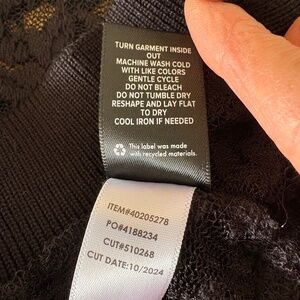 TURN GARMENT INSIDE
OUT
MACHINE WASH COLD
WITH LIKE COLORS
GENTLE CYCLE
DO NOT BLEACH
DO NOT TUMBLE DRY
RESHAPE AND LAY FLAT
TO DRY
COOL IRON IF NEEDED
This label was made
with recycled materials.
ITEM#40205278
PO#4188234
CUT#510268
CUT DATE:10/2024